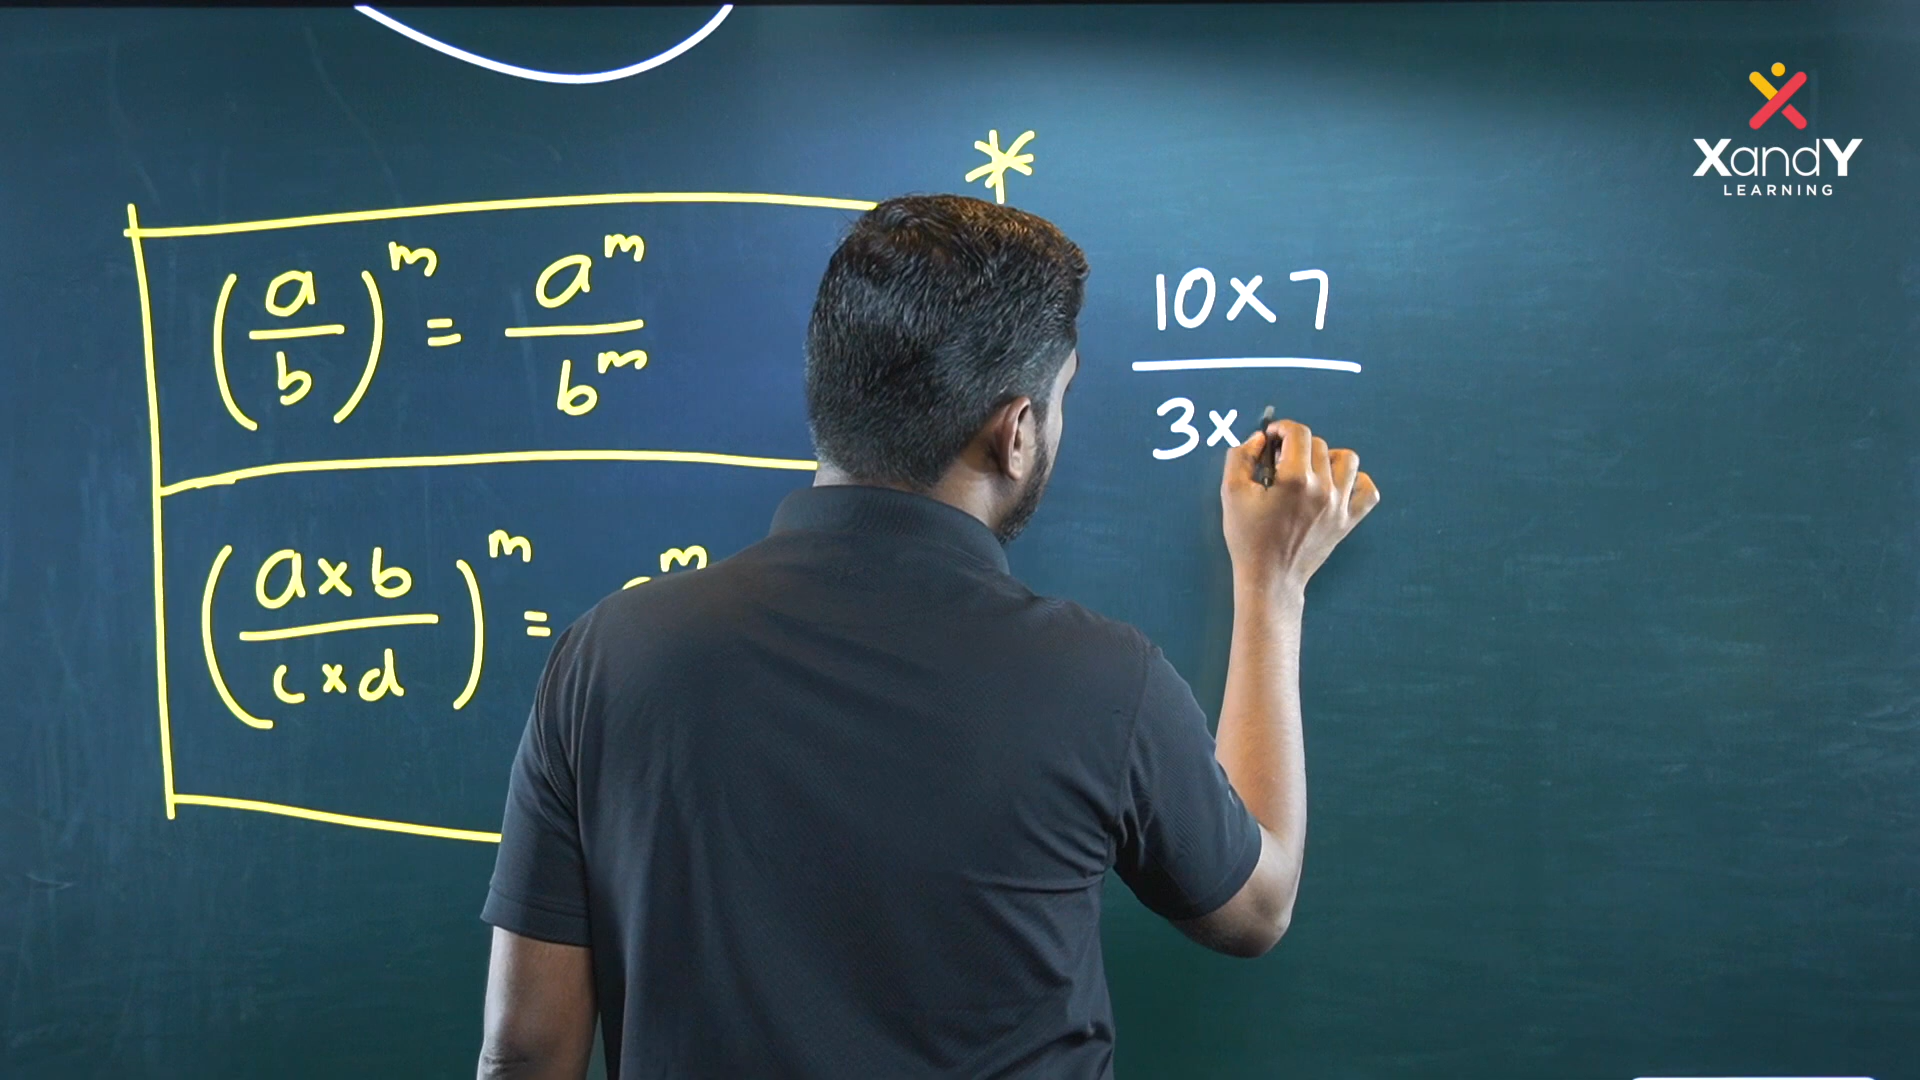 (a/b)^m = a^m/b^m
(a×b/c×d)^m =   ^m
10×7
3×
XandY
LEARNING